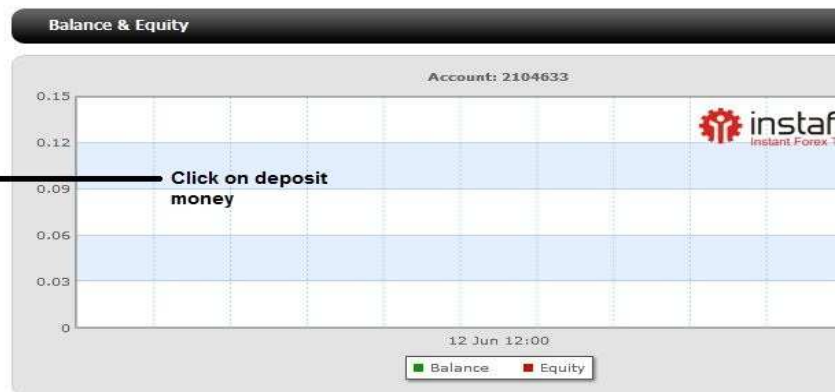 Balance & Equity
Account: 2104633
0.15
instaf
Instant Forex T
0.12
Click on deposit
money
0.09
0.06
0.03
0
12 Jun 12:00
Balance Equity